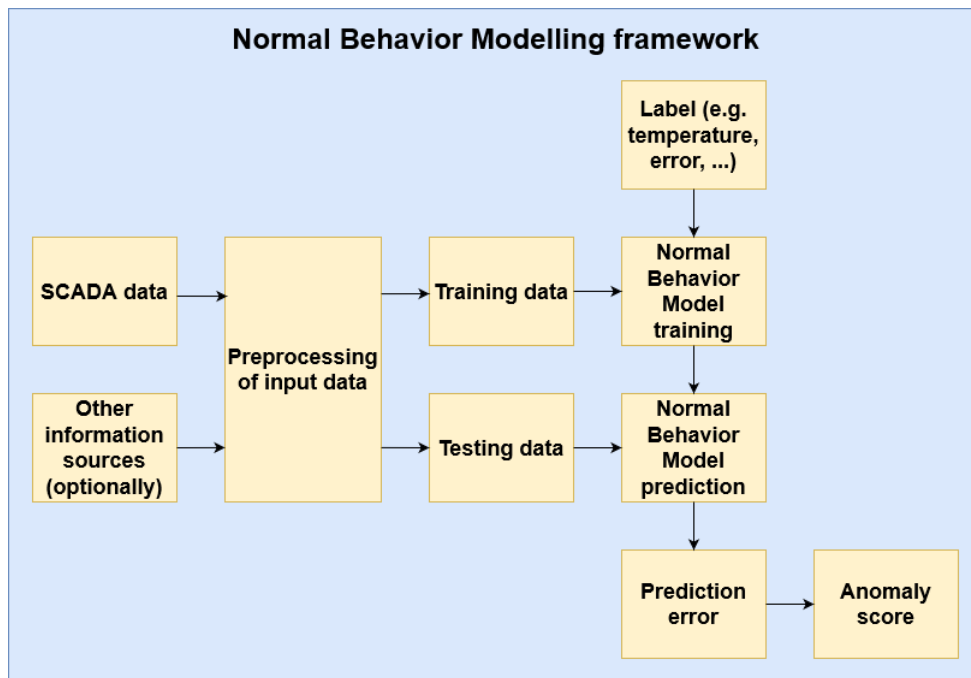 Normal Behavior Modelling framework
Label (e.g.
temperature,
error, ...)
SCADA data
Training data
Normal
Behavior
Model
training
Preprocessing
of input data
Other
information
sources
(optionally)
Testing data
Normal
Behavior
Model
prediction
Prediction
error
Anomaly
score